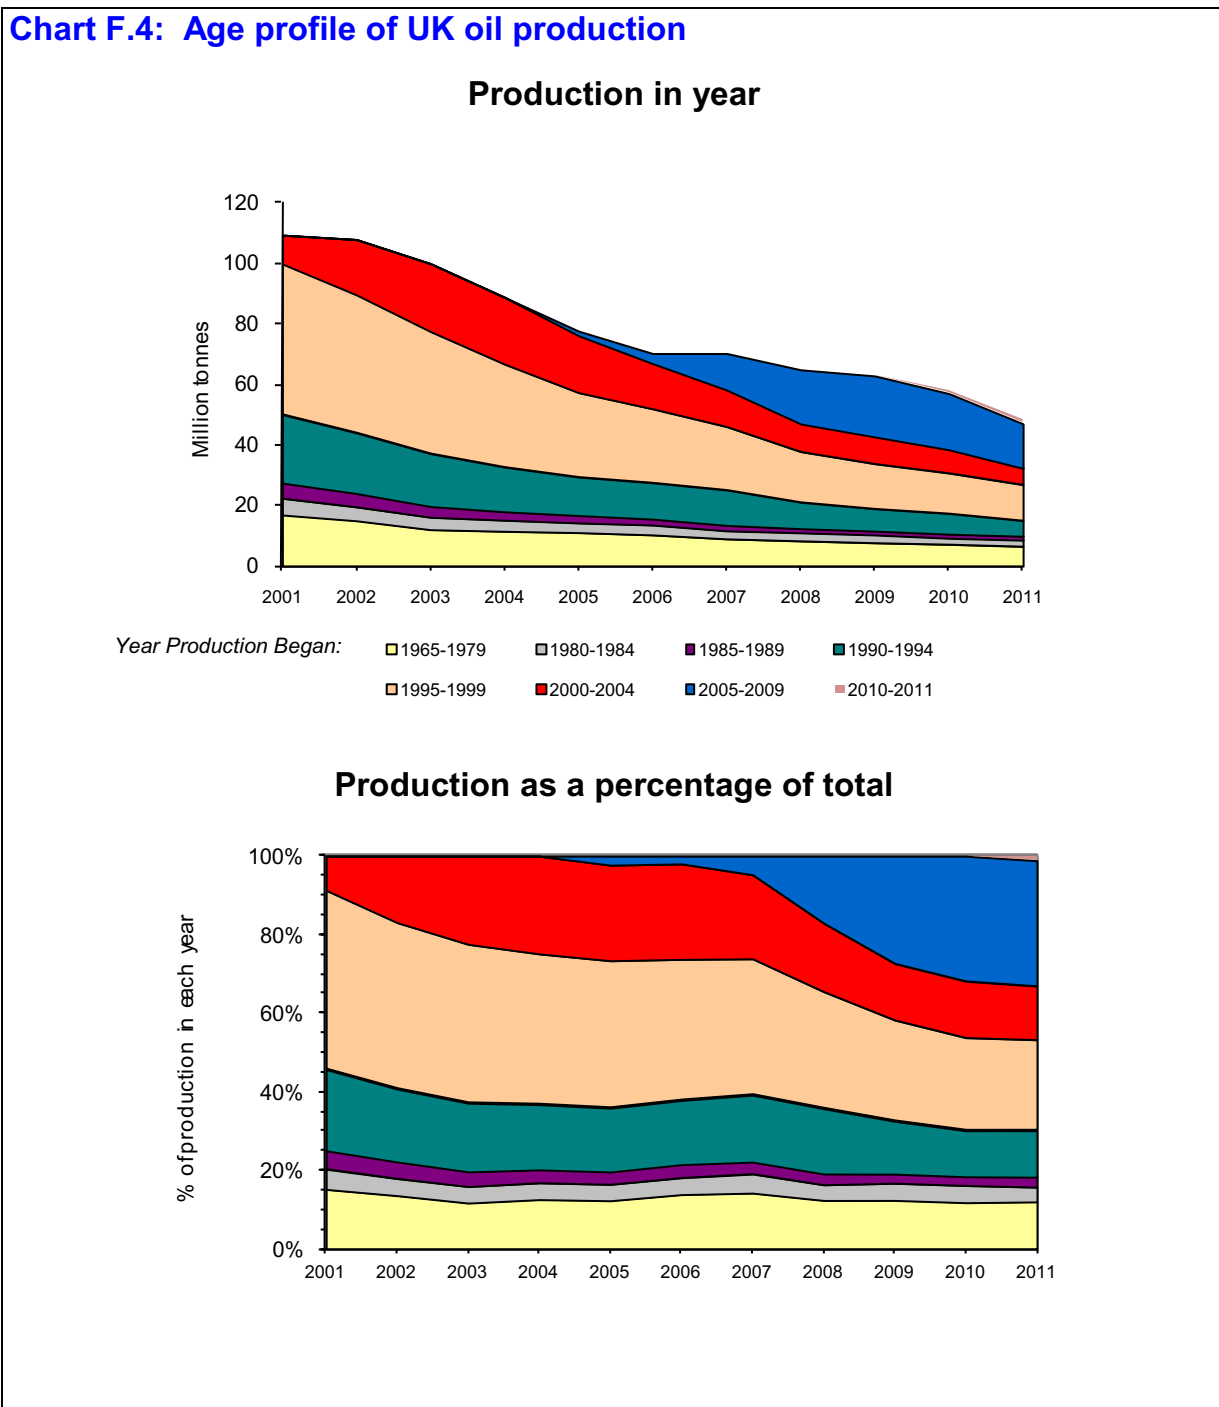 Chart F.4: Age profile of UK oil production
Production in year
120
100
80
60
40
20
0
Million tonnes
2001 2002 2003 2004 2005 2006 2007 2008 2009 2010 2011
Year Production Began:
1965-1979 1980-1984 1985-1989 1990-1994
1995-1999 2000-2004 2005-2009 2010-2011
Production as a percentage of total
100%
80%
60%
40%
20%
0%
% of production in each year
2001 2002 2003 2004 2005 2006 2007 2008 2009 2010 2011